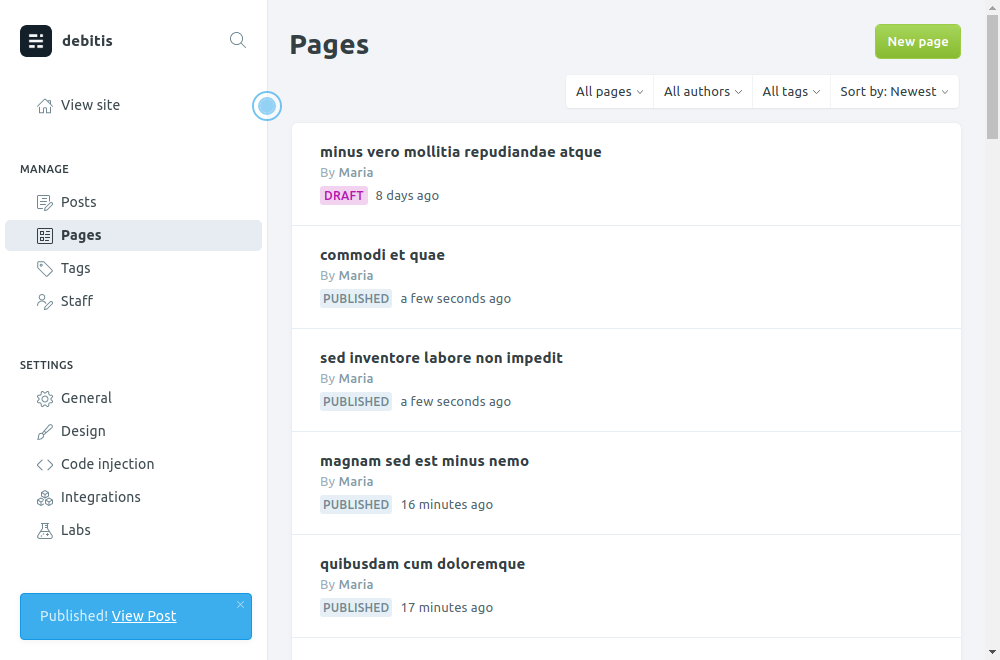 debitis
View site
MANAGE
Posts
Pages
Tags
Staff
SETTINGS
General
Design
Code injection
Integrations
Labs
Published! View Post
Pages
New page
All pages
All authors
All tags
Sort by: Newest
minus vero mollitia repudiandae atque
By Maria
DRAFT 8 days ago
commodi et quae
By Maria
PUBLISHED a few seconds ago
sed inventore labore non impedit
By Maria
PUBLISHED a few seconds ago
magnam sed est minus nemo
By Maria
PUBLISHED 16 minutes ago
quibusdam cum doloremque
By Maria
PUBLISHED 17 minutes ago